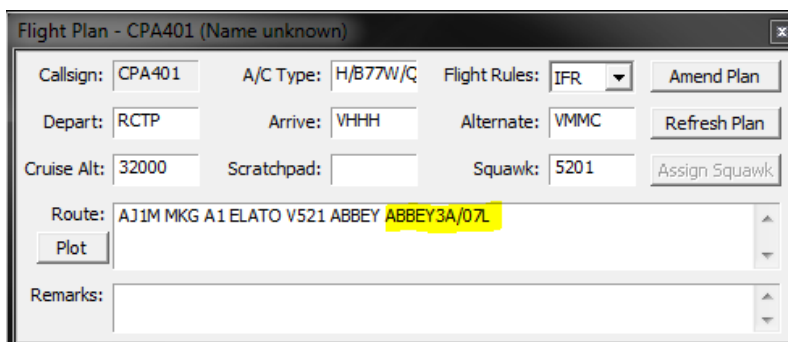 Flight Plan - CPA401 (Name unknown) x
Callsign: CPA401 A/C Type: H/B77W/Q Flight Rules: IFR Amend Plan
Depart: RCTP Arrive: VHHH Alternate: VMMC Refresh Plan
Cruise Alt: 32000 Scratchpad: Squawk: 5201 Assign Squawk
Route: AJ1M MKG A1 ELATO V521 ABBEY ABBEY3A/07L
Plot
Remarks: